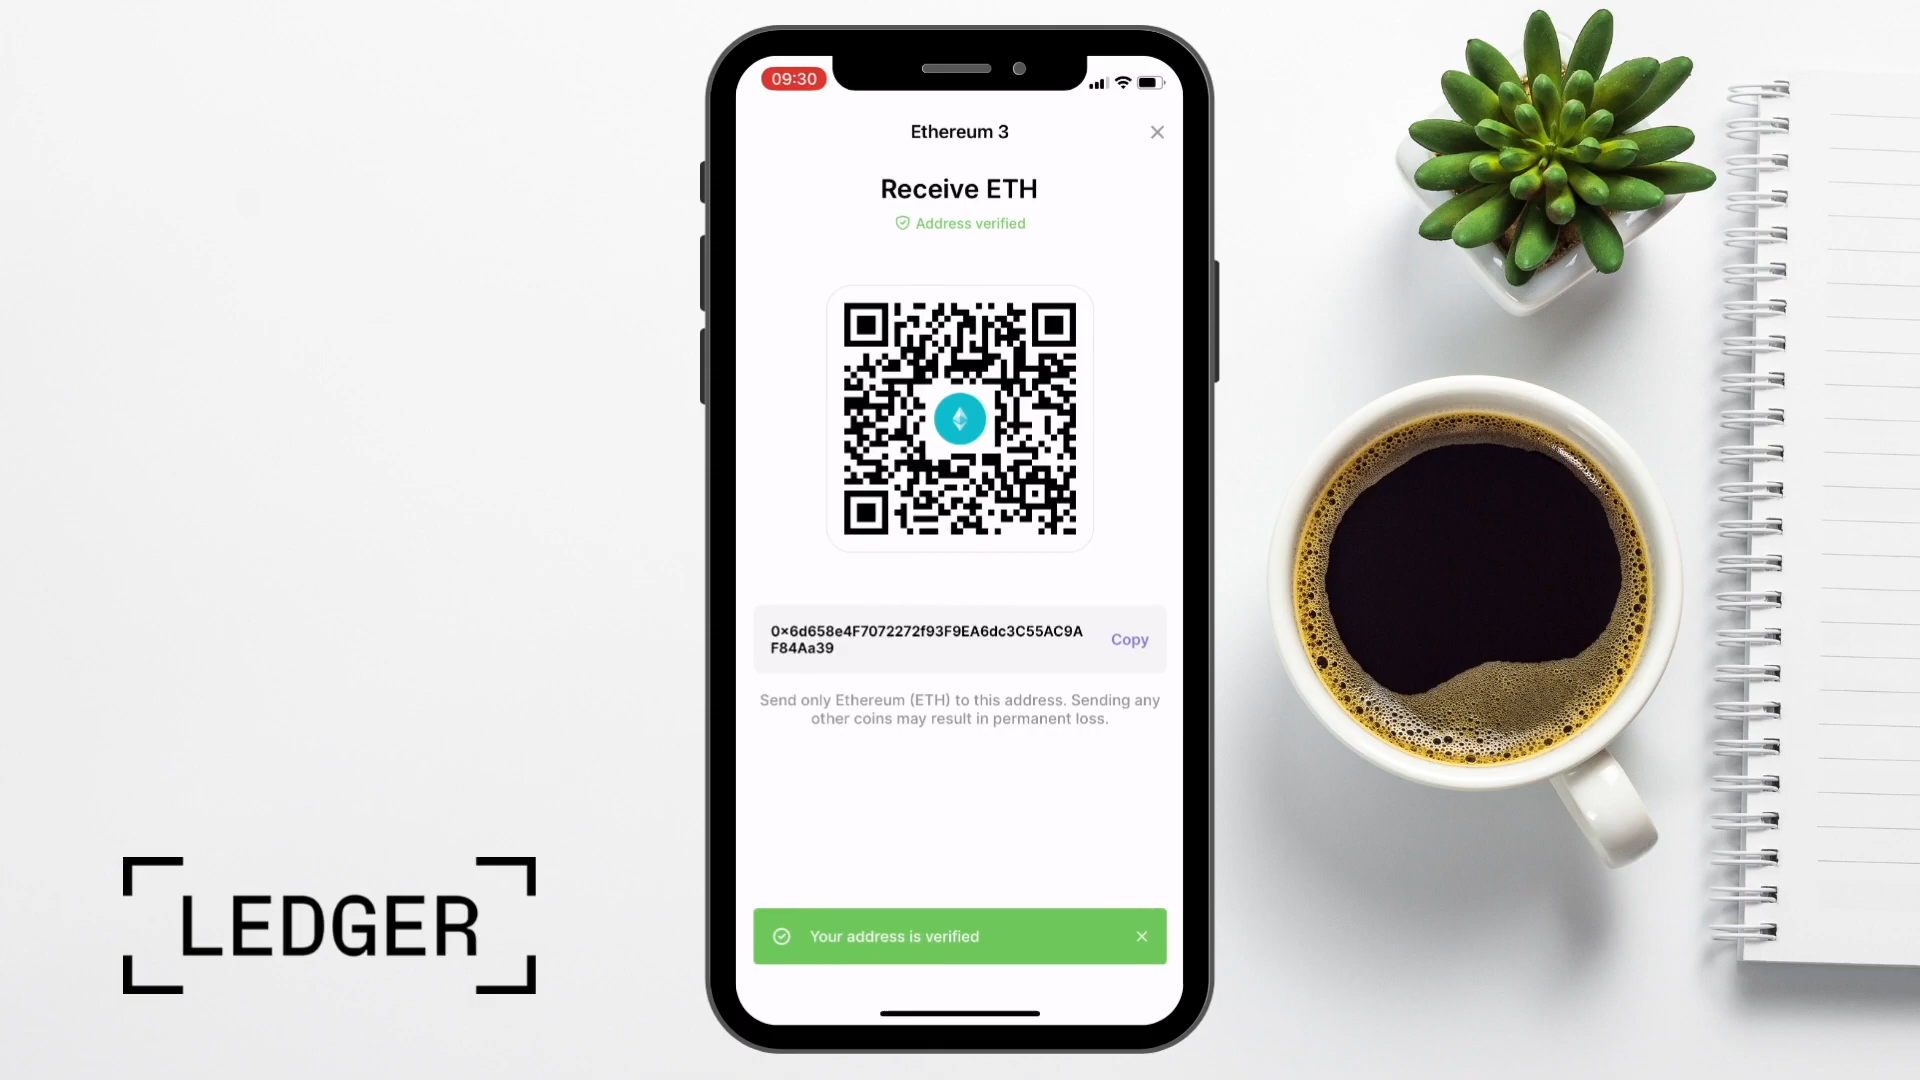 09:30
Ethereum 3
Receive ETH
Address verified
0x6d658e4F7072272f93F9EA6dc3C55AC9A
F84Aa39
Copy
Send only Ethereum (ETH) to this address. Sending any
other coins may result in permanent loss.
Your address is verified
LEDGER